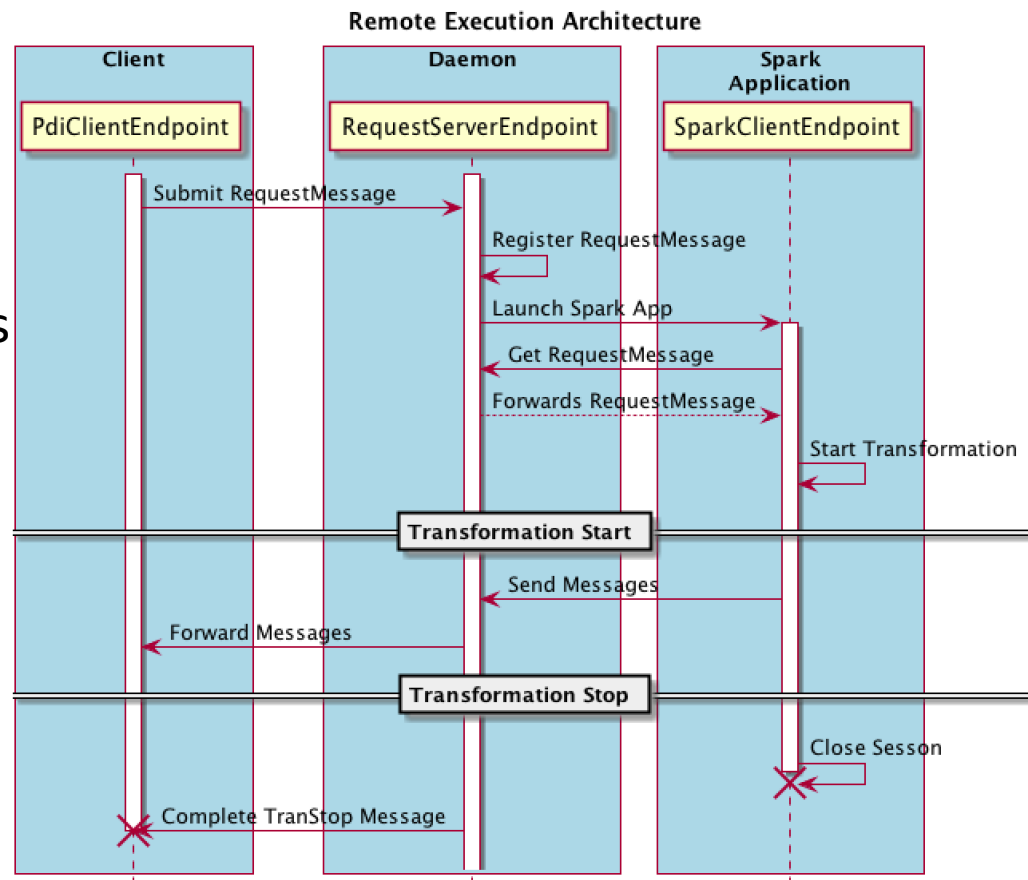 Remote Execution Architecture
Client
Daemon
Spark
Application
PdiClientEndpoint
RequestServerEndpoint
SparkClientEndpoint
Submit RequestMessage
Register RequestMessage
s
Launch Spark App
Get RequestMessage
Forwards RequestMessage
Start Transformation
Transformation Start
Send Messages
Forward Messages
Transformation Stop
Close Sesson
Complete TranStop Message